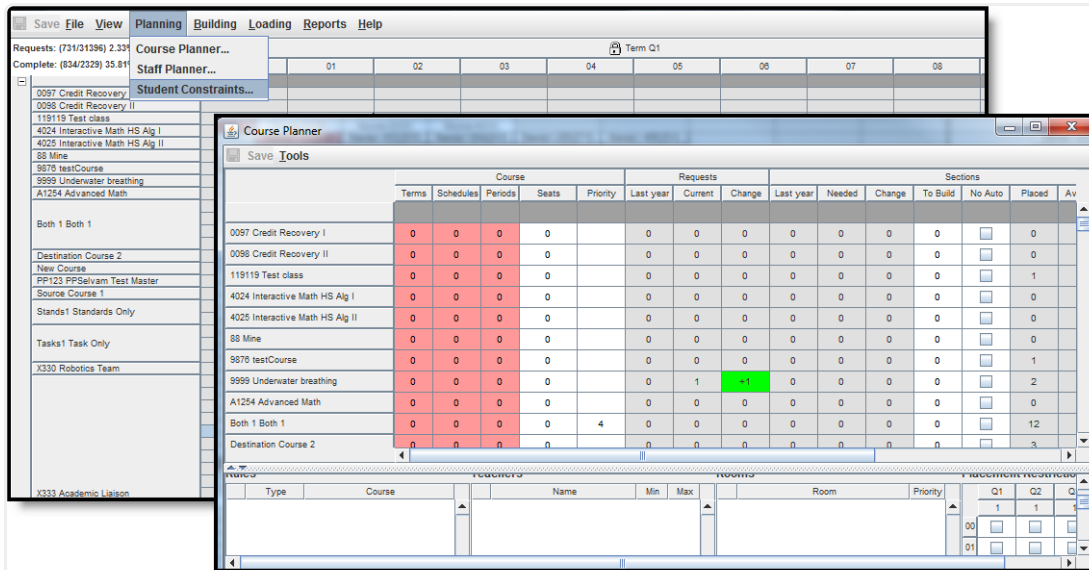 Save File View Planning Building Loading Reports Help
Requests: (731/31396) 2.33%
Course Planner...
Term Q1
Complete: (834/2329) 35.81%
Staff Planner...
01 02 03 04 05 06 07 08
Student Constraints...
0097 Credit Recovery
0098 Credit Recovery II
119119 Test class
4024 Interactive Math HS Alg I
4025 Interactive Math HS Alg II
88 Mine
9876 testCourse
9999 Underwater breathing
A1254 Advanced Math
Both 1 Both 1
Destination Course 2
New Course
PP123 PPSelvam Test Master
Source Course 1
Stands1 Standards Only
Tasks1 Task Only
X330 Robotics Team
X333 Academic Liaison
Course Planner
Save Tools
Course Requests Sections
Terms Schedules Periods Seats Priority Last year Current Change Last year Needed Change To Build No Auto Placed Av
0097 Credit Recovery I 0 0 0 0 0 0 0 0 0 0 0 0
0098 Credit Recovery II 0 0 0 0 0 0 0 0 0 0 0 0
119119 Test class 0 0 0 0 0 0 0 0 0 0 0 1
4024 Interactive Math HS Alg I 0 0 0 0 0 0 0 0 0 0 0 0
4025 Interactive Math HS Alg II 0 0 0 0 0 0 0 0 0 0 0 0
88 Mine 0 0 0 0 0 0 0 0 0 0 0 0
9876 testCourse 0 0 0 0 0 0 0 0 0 0 0 1
9999 Underwater breathing 0 0 0 0 0 1 +1 0 0 0 0 2
A1254 Advanced Math 0 0 0 0 0 0 0 0 0 0 0 0
Both 1 Both 1 0 0 0 0 4 0 0 0 0 0 0 0 12
Destination Course 2 0 0 0 0 0 0 0 0 0 0 0 3
Rules Teachers Rooms Placement Restrictio
Type Course Name Min Max Room Priority Q1 Q2 Q
1 1 1
00
01